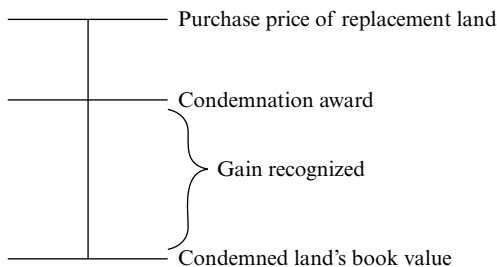 Purchase price of replacement land
Condemnation award
Gain recognized
Condemned land's book value